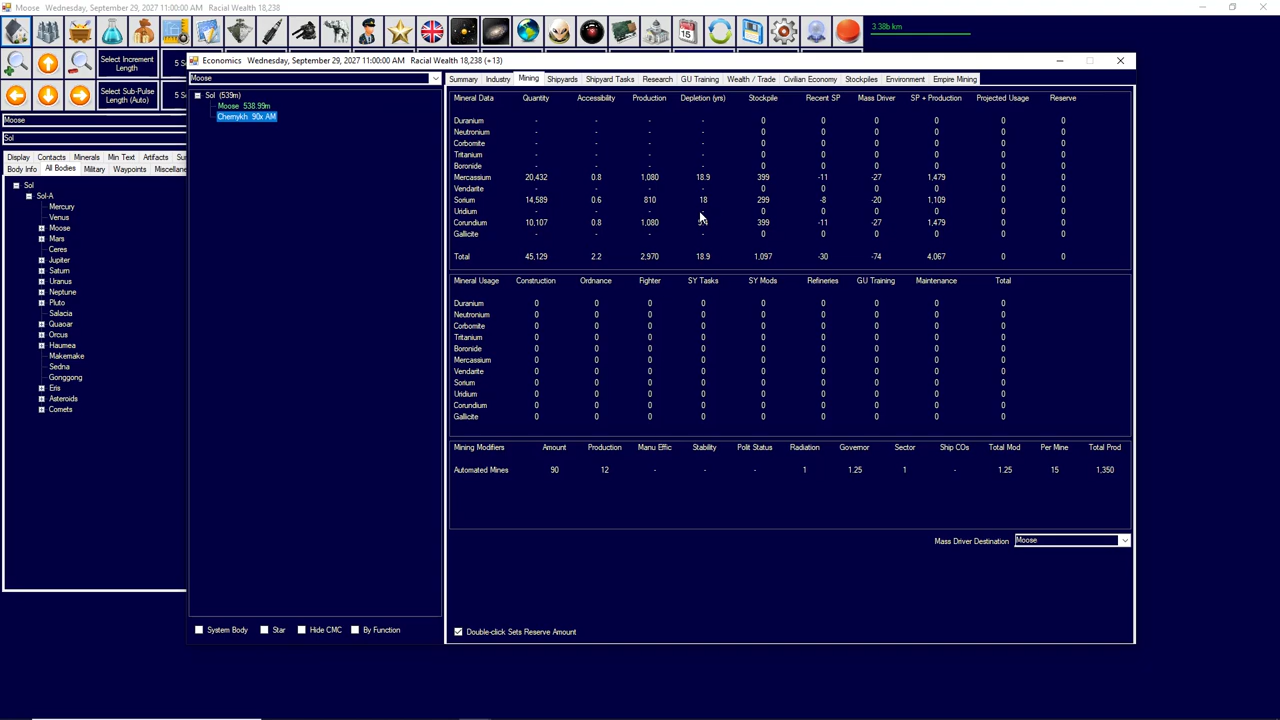 Moose Wednesday, September 29, 2027 11:00:00 AM Racial Wealth 18,238
3.38b km
Select Increment Length
5 S
Select Sub-Pulse Length (Auto)
5 S
Moose
Sol
Display Contacts Minerals Min Text Artifacts Su
Body Info All Bodies Military Waypoints Miscellane
Sol
Sol-A
Mercury
Venus
Moose
Mars
Ceres
Jupiter
Saturn
Uranus
Neptune
Pluto
Salacia
Quaoar
Orcus
Haumea
Makemake
Sedna
Gonggong
Eris
Asteroids
Comets
Economics Wednesday, September 29, 2027 11:00:00 AM Racial Wealth 18,238 (+13)
Moose
Sol (539m)
Moose 538.99m
Chernykh 90x AM
System Body Star Hide CMC By Function
Summary Industry Mining Shipyards Shipyard Tasks Research GU Training Wealth / Trade Civilian Economy Stockpiles Environment Empire Mining
Mineral Data Quantity Accessibility Production Depletion (yrs) Stockpile Recent SP Mass Driver SP + Production Projected Usage Reserve
Duranium - - - - 0 0 0 0 0 0
Neutronium - - - - 0 0 0 0 0 0
Corbomite - - - - 0 0 0 0 0 0
Tritanium - - - - 0 0 0 0 0 0
Boronide - - - - 0 0 0 0 0 0
Mercassium 20,432 0.8 1,080 18.9 399 -11 -27 1,479 0 0
Vendarite - - - - 0 0 0 0 0 0
Sorium 14,589 0.6 810 18 299 -8 -20 1,109 0 0
Uridium - - - - 0 0 0 0 0 0
Corundium 10,107 0.8 1,080 399 -11 -27 1,479 0 0
Gallicite - - - - 0 0 0 0 0 0
Total 45,129 2.2 2,970 18.9 1,097 -30 -74 4,067 0 0
Mineral Usage Construction Ordnance Fighter SY Tasks SY Mods Refineries GU Training Maintenance Total
Duranium 0 0 0 0 0 0 0 0 0
Neutronium 0 0 0 0 0 0 0 0 0
Corbomite 0 0 0 0 0 0 0 0 0
Tritanium 0 0 0 0 0 0 0 0 0
Boronide 0 0 0 0 0 0 0 0 0
Mercassium 0 0 0 0 0 0 0 0 0
Vendarite 0 0 0 0 0 0 0 0 0
Sorium 0 0 0 0 0 0 0 0 0
Uridium 0 0 0 0 0 0 0 0 0
Corundium 0 0 0 0 0 0 0 0 0
Gallicite 0 0 0 0 0 0 0 0 0
Mining Modifiers Amount Production Manu Effic Stability Polit Status Radiation Governor Sector Ship COs Total Mod Per Mine Total Prod
Automated Mines 90 12 - - - 1 1.25 1 - 1.25 15 1,350
Mass Driver Destination Moose
Double-click Sets Reserve Amount